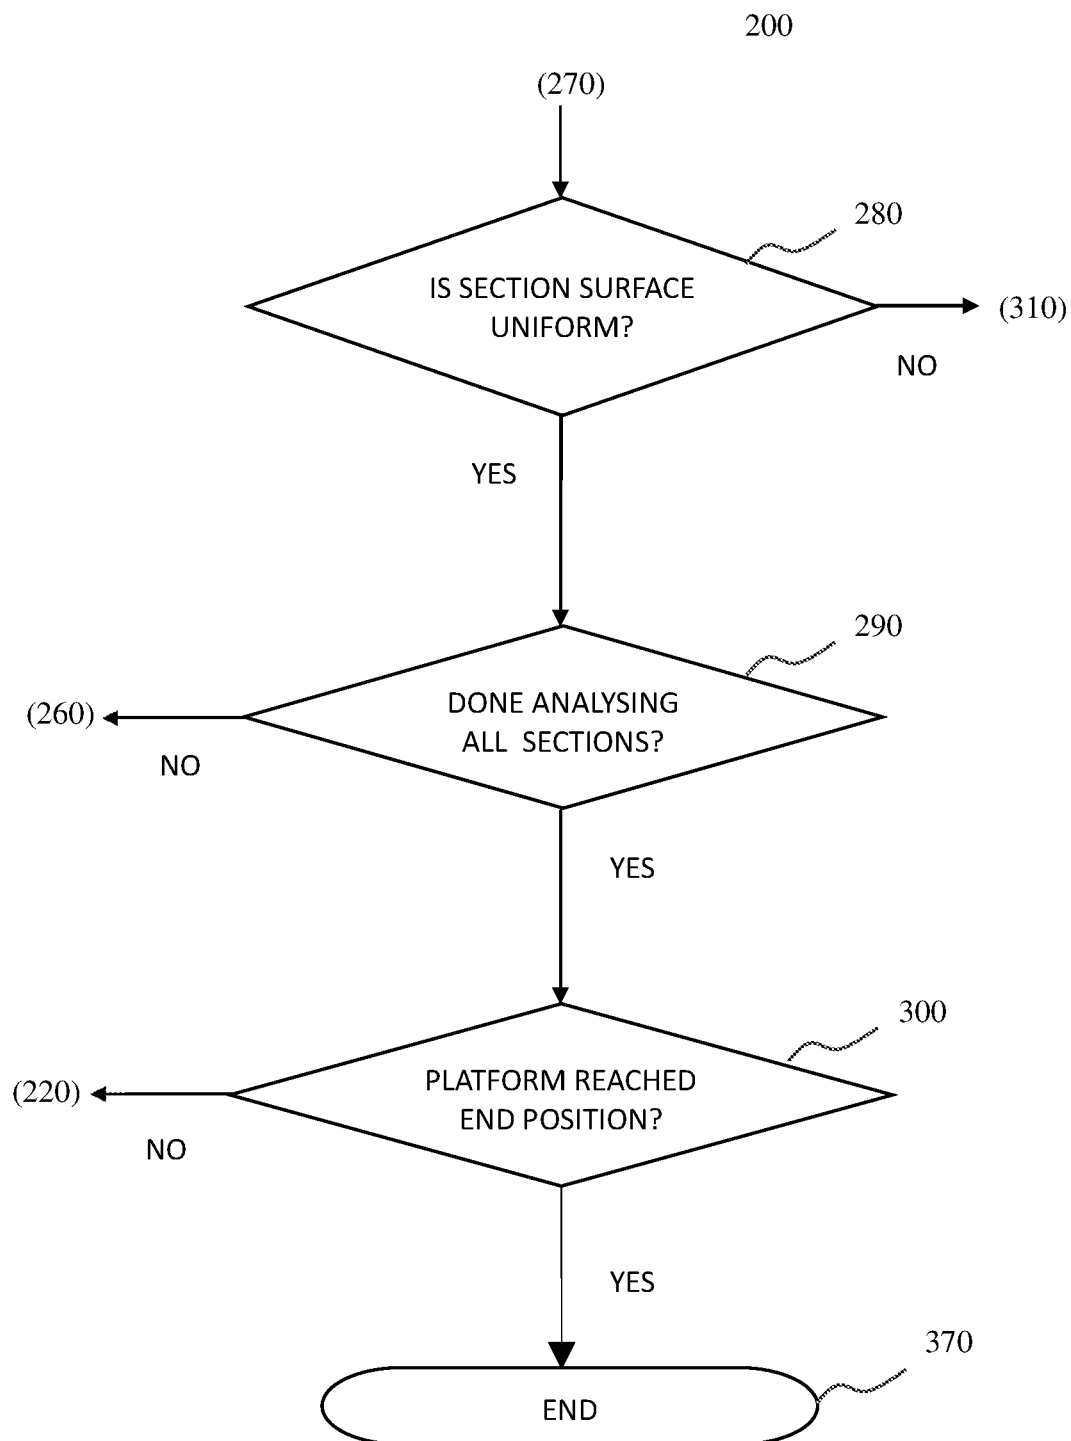 200
(270)
280
IS SECTION SURFACE
UNIFORM?
(310)
NO
YES
290
DONE ANALYSING
ALL SECTIONS?
(260)
NO
YES
300
PLATFORM REACHED
END POSITION?
(220)
NO
YES
370
END